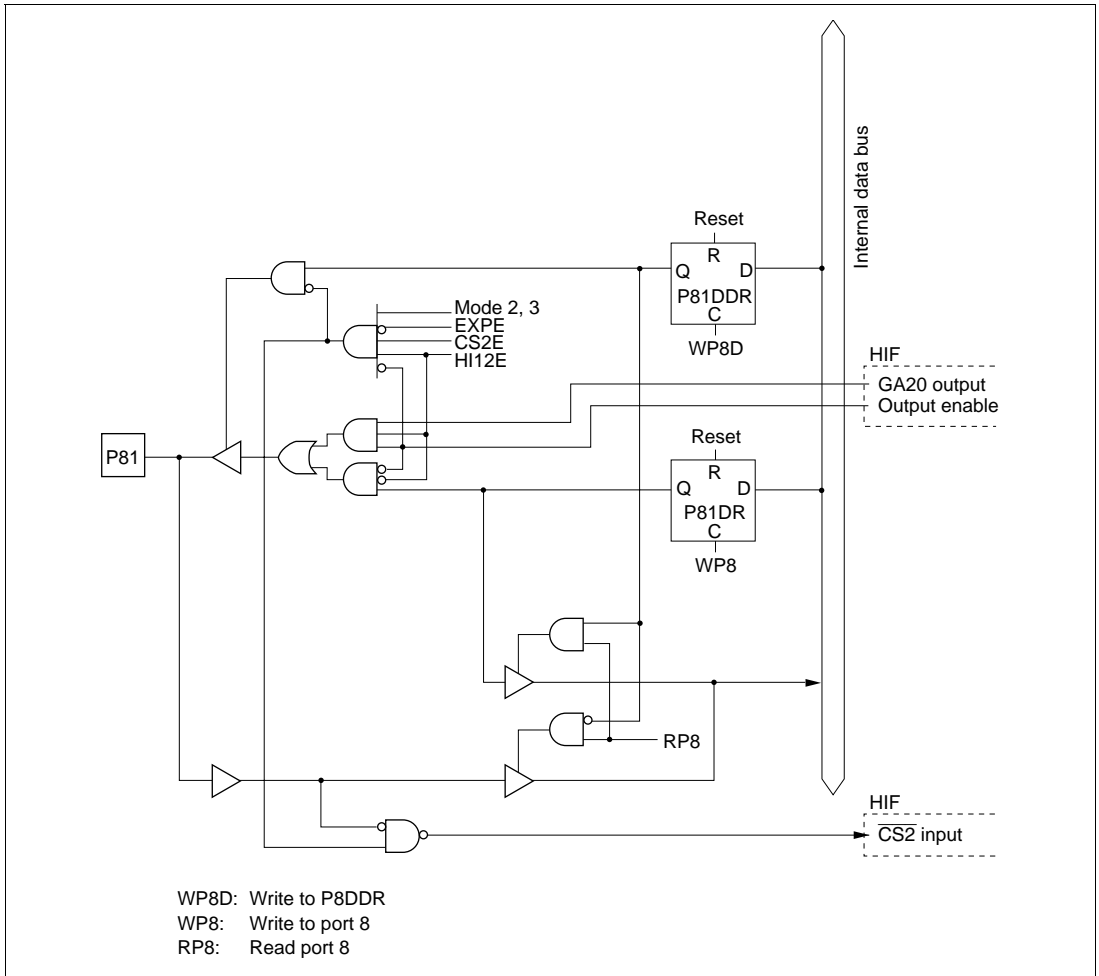 Internal data bus
Reset
R
Q D
P81DDR
C
WP8D
Mode 2, 3
EXPE
CS2E
HI12E
HIF
GA20 output
Output enable
P81
Reset
R
Q D
P81DR
C
WP8
RP8
HIF
CS2 input
WP8D: Write to P8DDR
WP8: Write to port 8
RP8: Read port 8